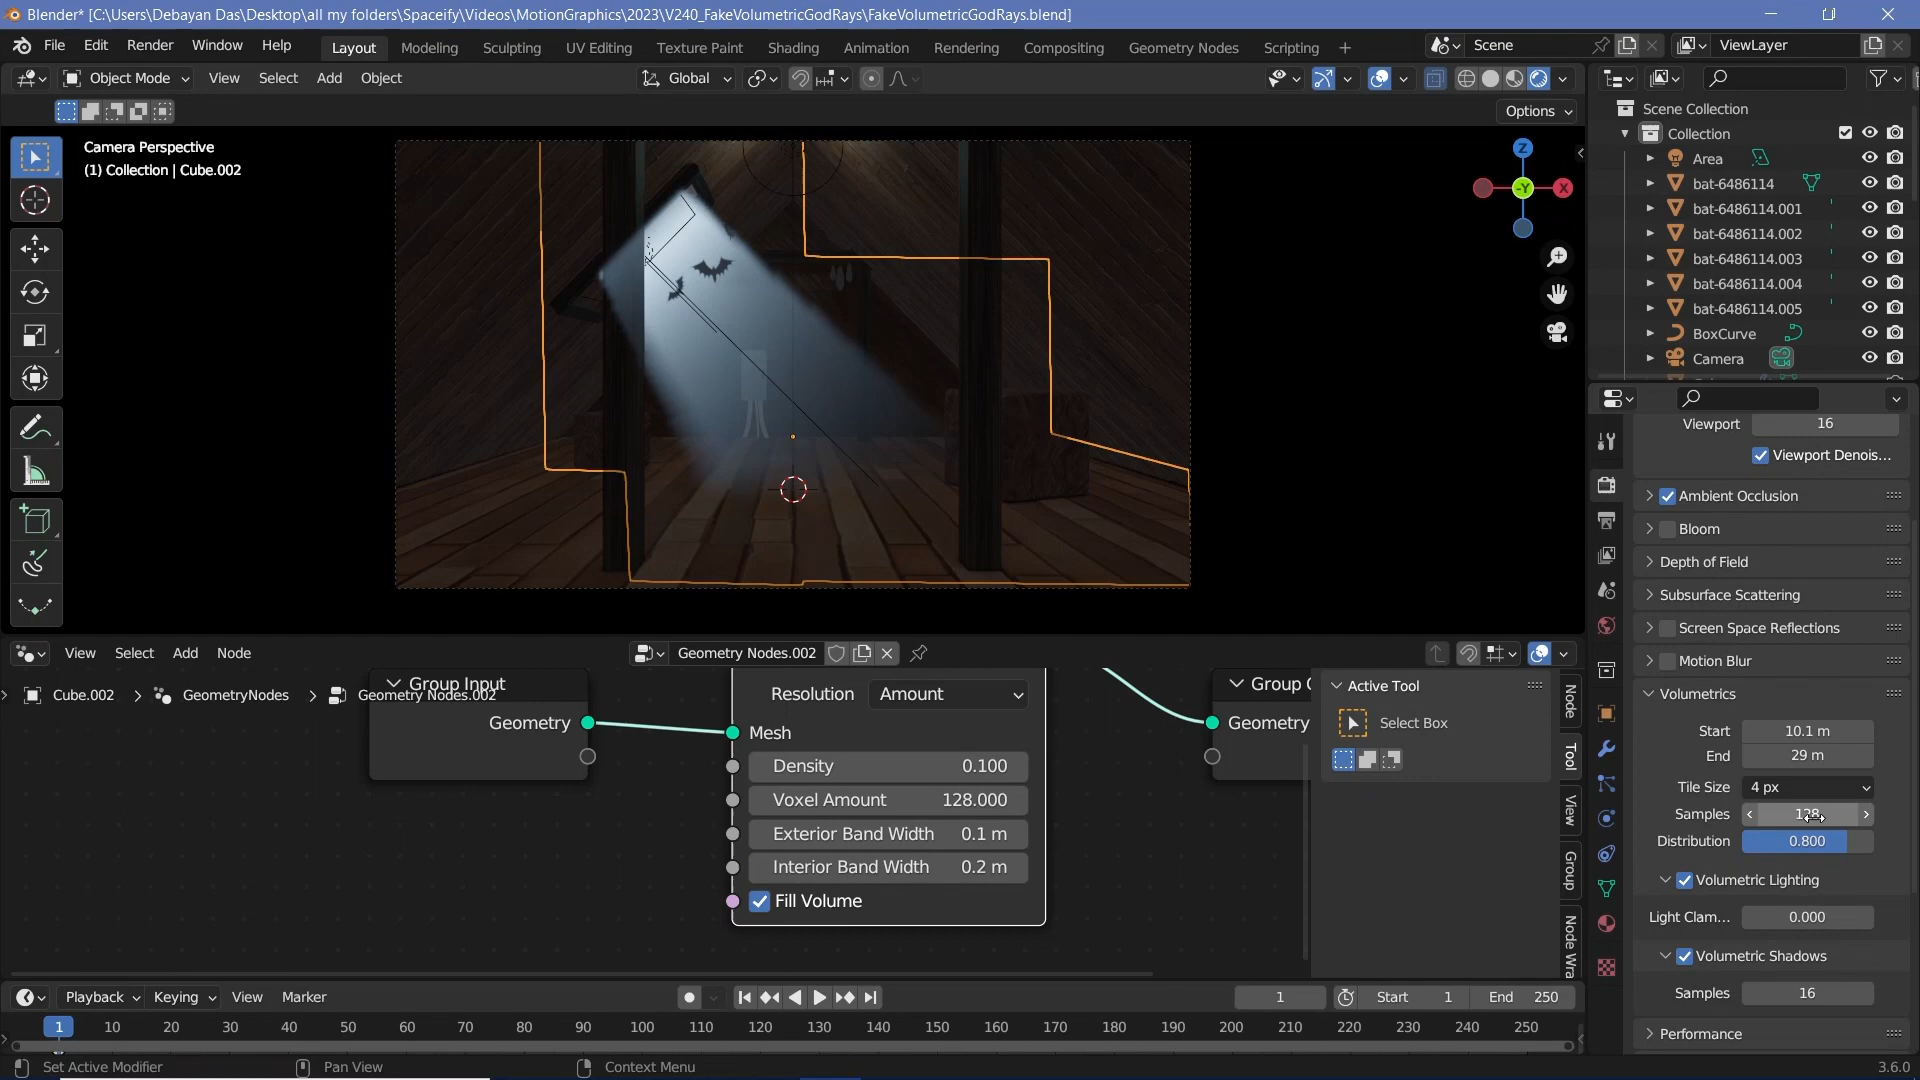 Blender* [C:\Users\Debayan Das\Desktop\all my folders\Spaceify\Videos\MotionGraphics\2023\V240_FakeVolumetricGodRays\FakeVolumetricGodRays.blend]
File Edit Render Window Help Layout Modeling Sculpting UV Editing Texture Paint Shading Animation Rendering Compositing Geometry Nodes Scripting + Scene ViewLayer
Object Mode View Select Add Object Global
Options
Camera Perspective
(1) Collection | Cube.002
Z
-Y X
Scene Collection
Collection
Area
bat-6486114
bat-6486114.001
bat-6486114.002
bat-6486114.003
bat-6486114.004
bat-6486114.005
BoxCurve
Camera
Viewport 16
Viewport Denois...
Ambient Occlusion
Bloom
Depth of Field
Subsurface Scattering
Screen Space Reflections
Motion Blur
Volumetrics
Start 10.1 m
End 29 m
Tile Size 4 px
Samples 128
Distribution 0.800
Volumetric Lighting
Light Clam... 0.000
Volumetric Shadows
Samples 16
Performance
View Select Add Node Geometry Nodes.002
Cube.002 > GeometryNodes > Geometry Nodes.002
Group Input
Geometry
Resolution Amount
Mesh
Density 0.100
Voxel Amount 128.000
Exterior Band Width 0.1 m
Interior Band Width 0.2 m
Fill Volume
Group
Geometry
Active Tool
Select Box
Node
Tool
View
Group
Node Wra
Playback Keying View Marker 1 Start 1 End 250
1 10 20 30 40 50 60 70 80 90 100 110 120 130 140 150 160 170 180 190 200 210 220 230 240 250
Set Active Modifier Pan View Context Menu 3.6.0